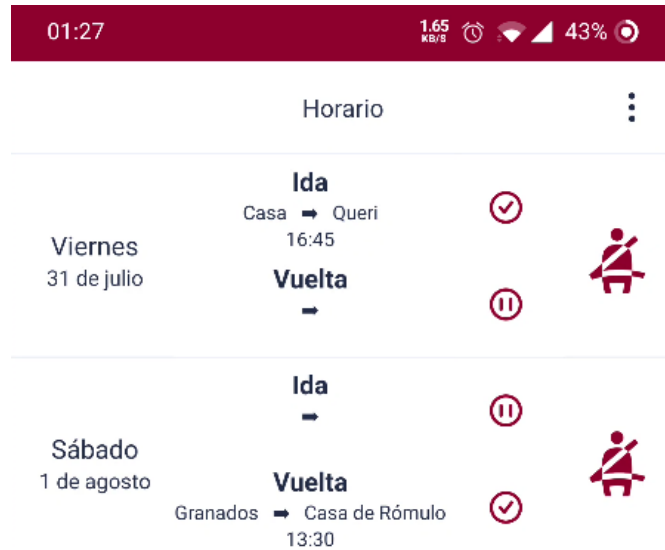 01:27 1.65 KB/S 43%
Horario
Viernes
31 de julio
Ida
Casa ➡ Queri
16:45
Vuelta
➡
Sábado
1 de agosto
Ida
➡
Vuelta
Granados ➡ Casa de Rómulo
13:30